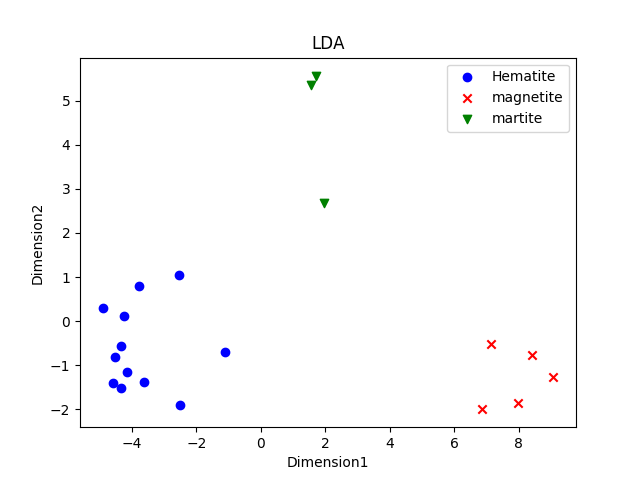 LDA
Hematite
magnetite
martite
Dimension2
5
4
3
2
1
0
−1
−2
−4
−2
0
2
4
6
8
Dimension1